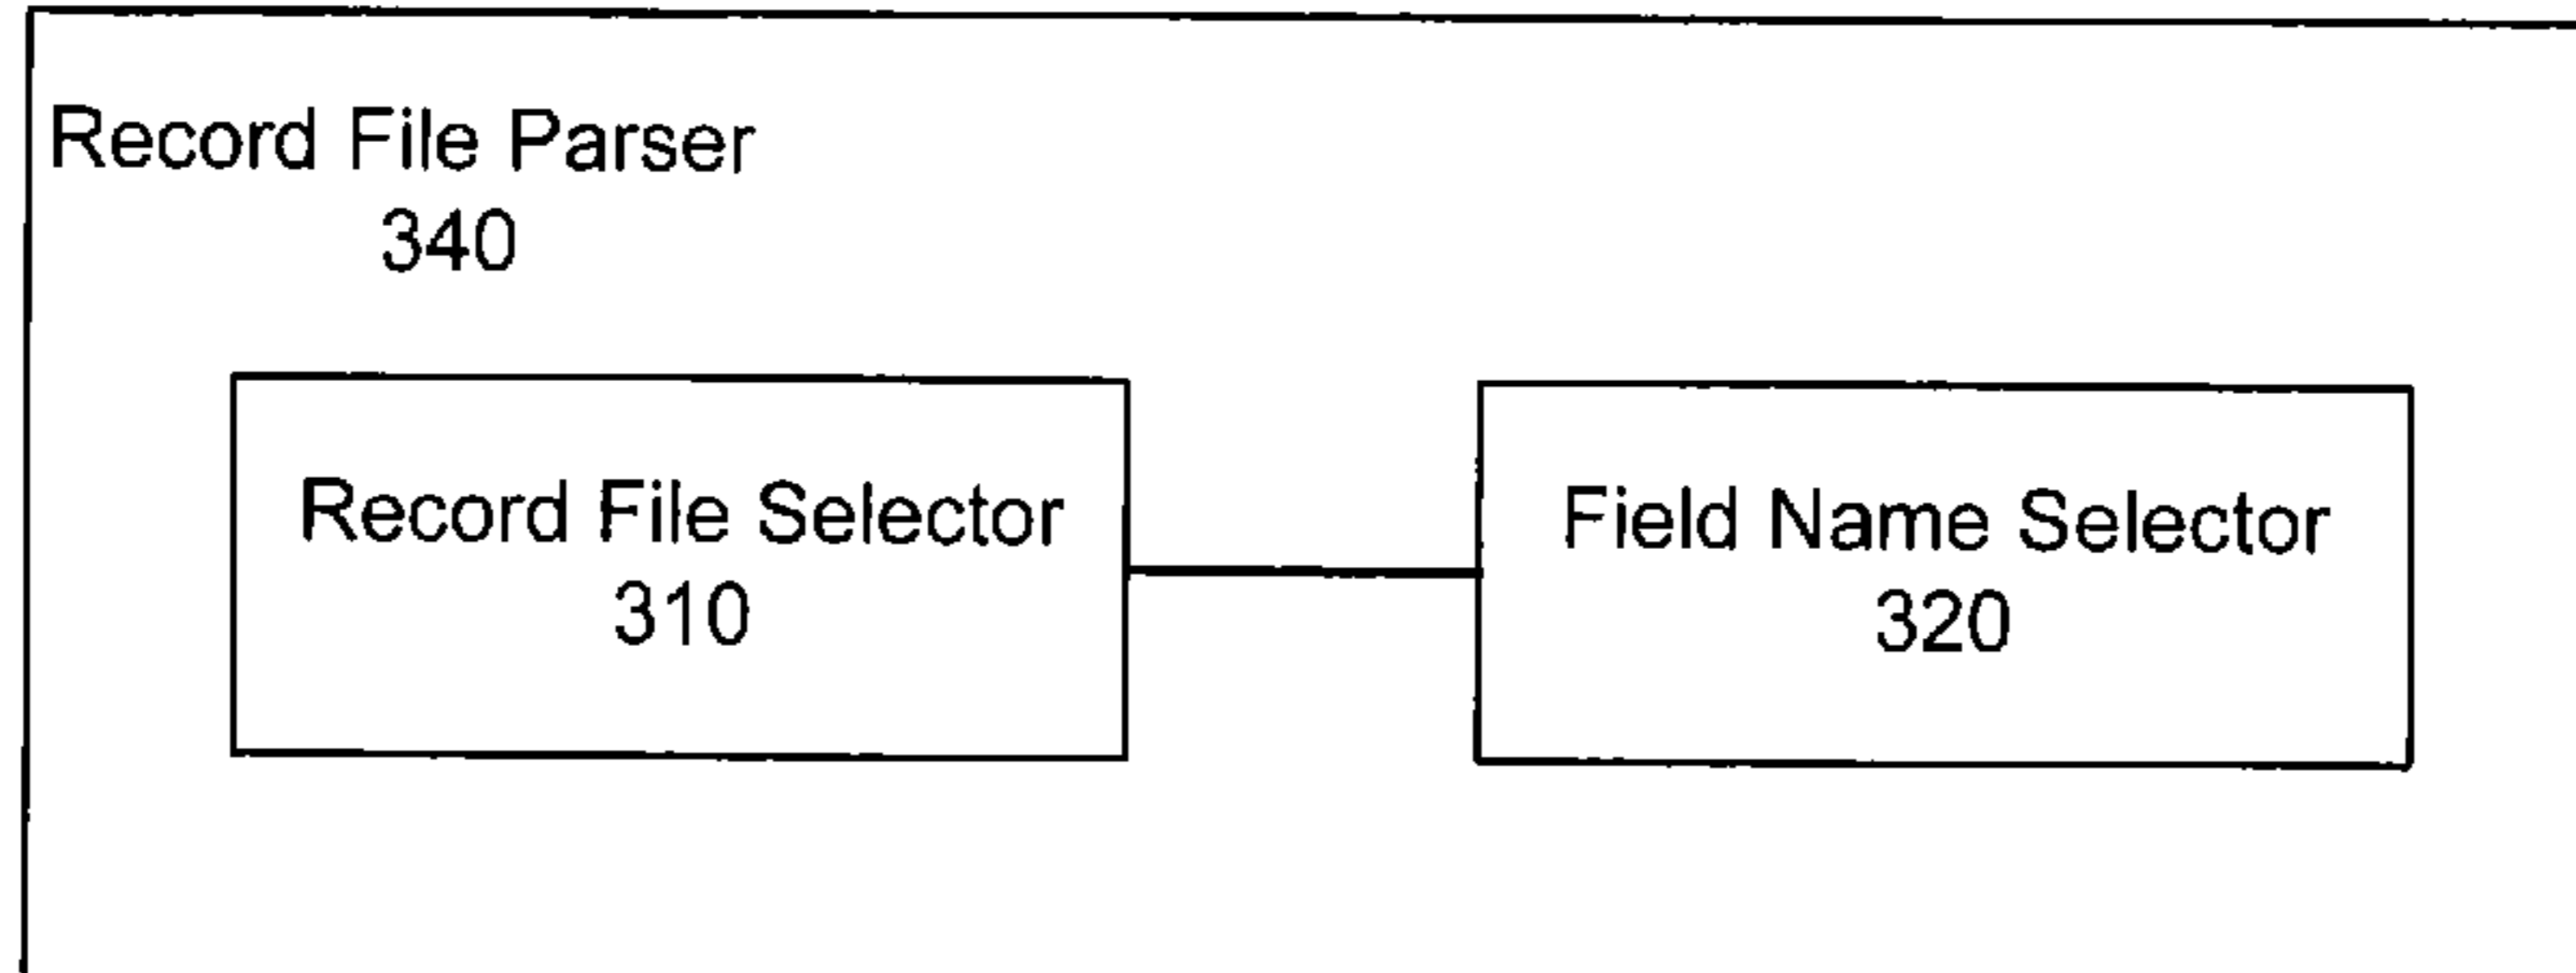 Record File Parser
340
Record File Selector
310
Field Name Selector
320